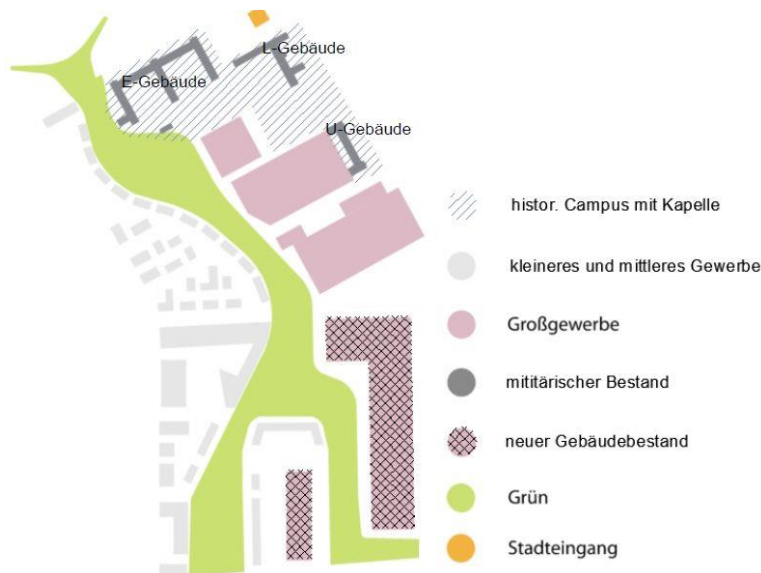 L-Gebäude
E-Gebäude
U-Gebäude
histor. Campus mit Kapelle
kleineres und mittleres Gewerbe
Großgewerbe
mititärischer Bestand
neuer Gebäudebestand
Grün
Stadteingang